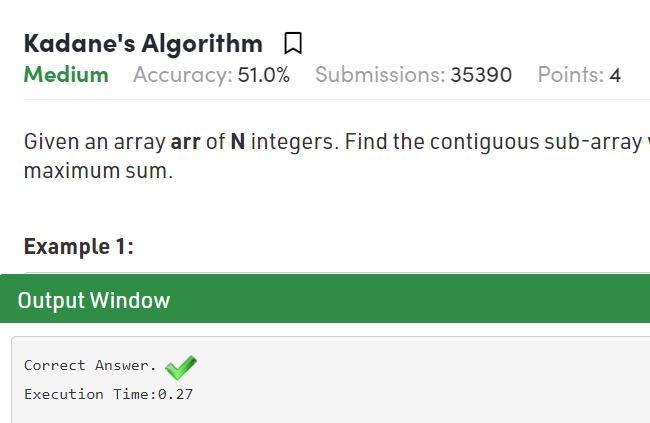 Kadane's Algorithm
Medium Accuracy: 51.0% Submissions: 35390 Points: 4
Given an array arr of N integers. Find the contiguous sub-array
maximum sum.
Example 1:
Output Window
Correct Answer.
Execution Time:0.27